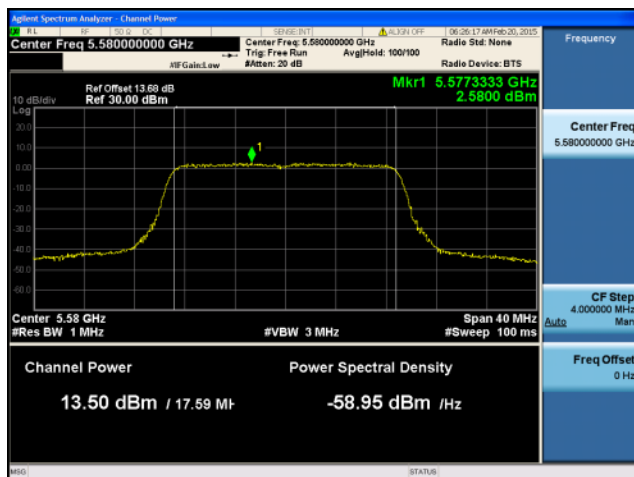 Agilent Spectrum Analyzer - Channel Power
RL RF 50 Ω DC SENSE:INT ALIGN OFF 06:26:17 AM Feb 20, 2015
Center Freq 5.580000000 GHz
Center Freq: 5.580000000 GHz
Radio Std: None
Trig: Free Run Avg|Hold: 100/100
#IFGain:Low #Atten: 20 dB Radio Device: BTS
Mkr1 5.5773333 GHz
2.5800 dBm
Ref Offset 13.68 dB
10 dB/div Ref 30.00 dBm
Log
20.0
10.0
0.00
-10.0
-20.0
-30.0
-40.0
-50.0
-60.0
1
Center 5.58 GHz Span 40 MHz
#Res BW 1 MHz #VBW 3 MHz #Sweep 100 ms
Channel Power Power Spectral Density
13.50 dBm / 17.59 MH -58.95 dBm /Hz
MSG STATUS
Frequency
Center Freq
5.580000000 GHz
CF Step
4.000000 MHz
Auto Man
Freq Offset
0 Hz